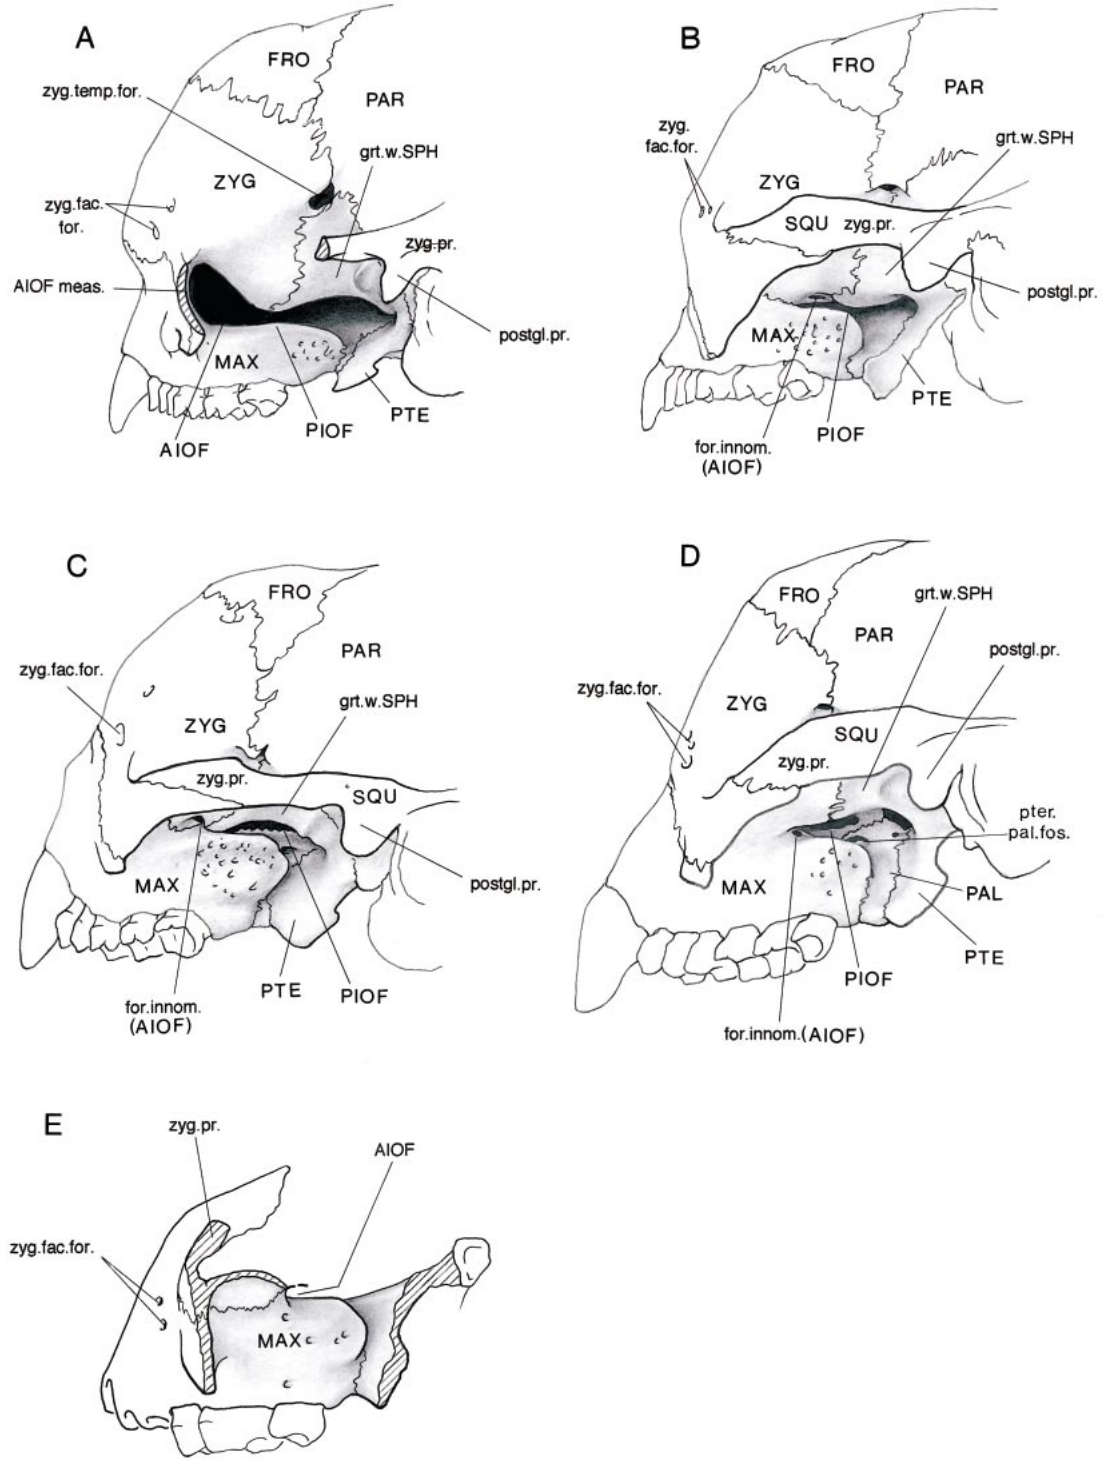 A
FRO
zyg.temp.for.
PAR
grt.w.SPH
ZYG
zyg.fac.
for.
zyg.pr.
AIOF meas.
postgl.pr.
MAX
PTE
PIOF
AIOF
B
FRO
PAR
zyg.
fac.for.
grt.w.SPH
ZYG
SQU
zyg.pr.
postgl.pr.
MAX
PTE
PIOF
for.innom.
(AIOF)
C
FRO
PAR
zyg.fac.for.
grt.w.SPH
ZYG
zyg.pr.
SQU
MAX
postgl.pr.
PTE
PIOF
for.innom.
(AIOF)
D
FRO
grt.w.SPH
PAR
postgl.pr.
zyg.fac.for.
ZYG
SQU
zyg.pr.
pter.
pal.fos.
MAX
PAL
PTE
PIOF
for.innom.(AIOF)
E
zyg.pr.
AIOF
zyg.fac.for.
MAX